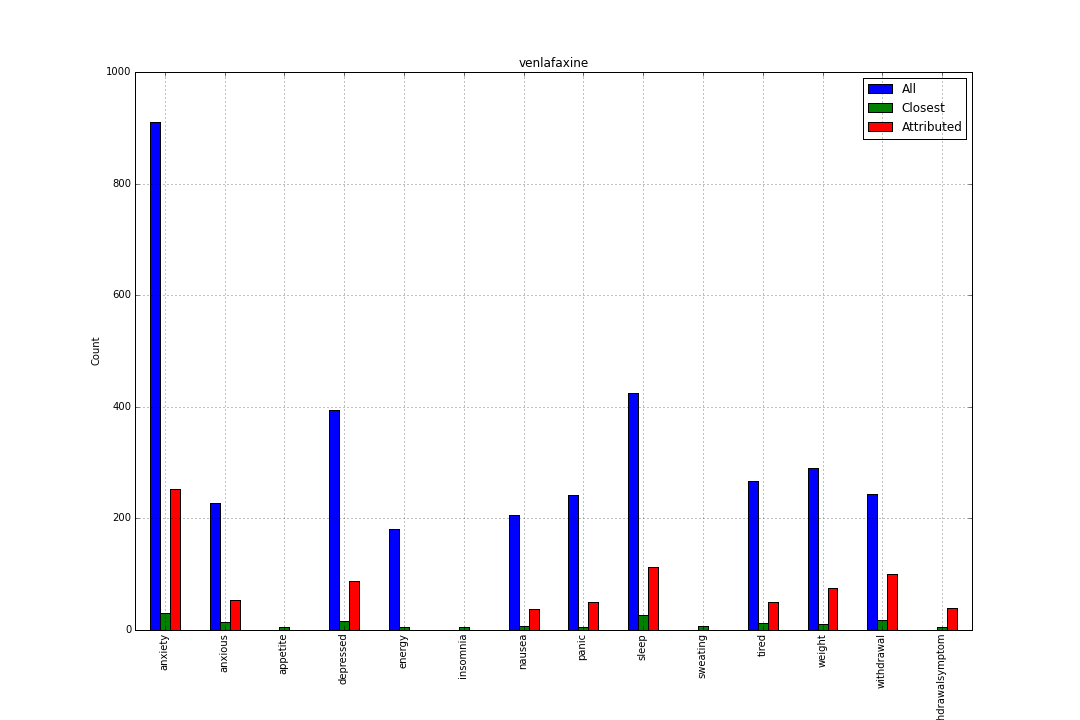 venlafaxine
1000
800
600
400
200
0
Count
All
Closest
Attributed
anxiety
anxious
appetite
depressed
energy
insomnia
nausea
panic
sleep
sweating
tired
weight
withdrawal
hdrawalsymptom